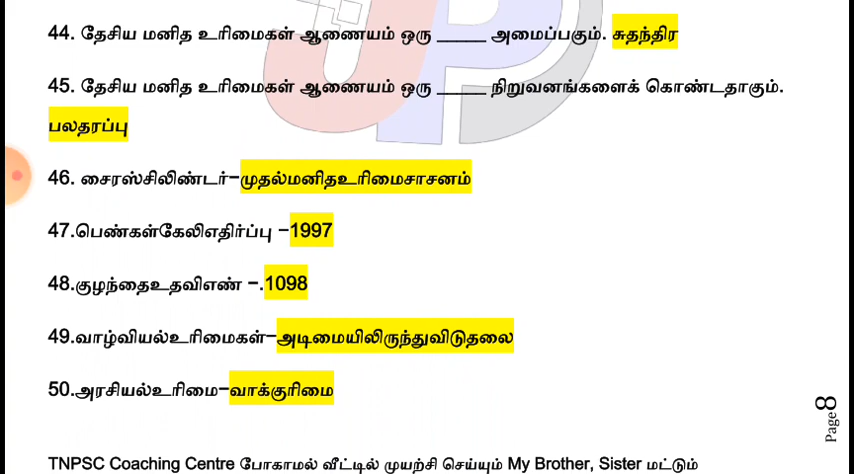 44. தேசிய மனித உரிமைகள் ஆணையம் ஒரு ______ அமைப்பகும். சுதந்திர
45. தேசிய மனித உரிமைகள் ஆணையம் ஒரு ______ நிறுவனங்களைக் கொண்டதாகும்.
பலதரப்பு
46. சைரஸ்சிலிண்டர்-முதல்மனிதஉரிமைசாசனம்
47.பெண்கள்கேலிஎதிர்ப்பு -1997
48.குழந்தைஉதவிஎண் -.1098
49.வாழ்வியல்உரிமைகள்-அடிமையிலிருந்துவிடுதலை
50.அரசியல்உரிமை-வாக்குரிமை
Page8
TNPSC Coaching Centre போகாமல் வீட்டில் முயற்சி செய்யும் My Brother, Sister மட்டும்